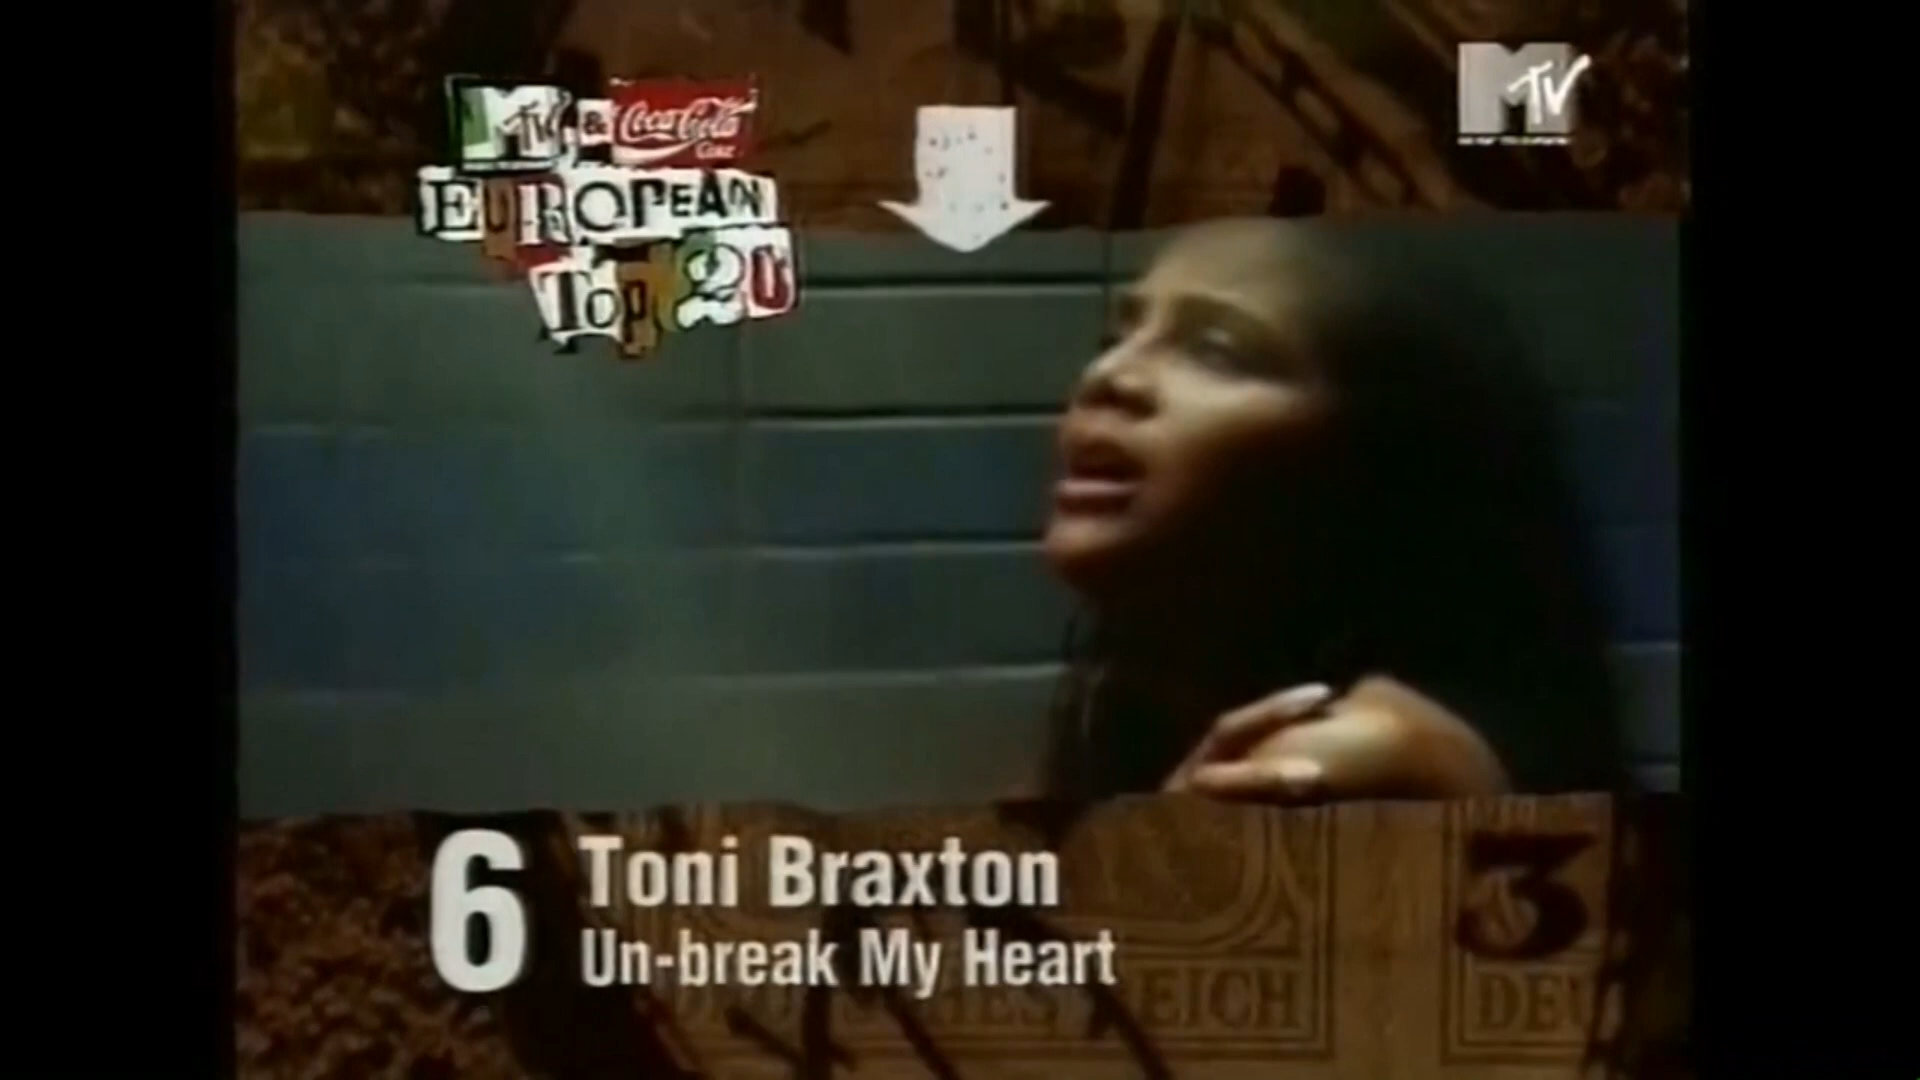 MTV & Coca-Cola
MTV
EUROPEAN
Top 20
6 Toni Braxton
Un-break My Heart
3
EICH
DEU